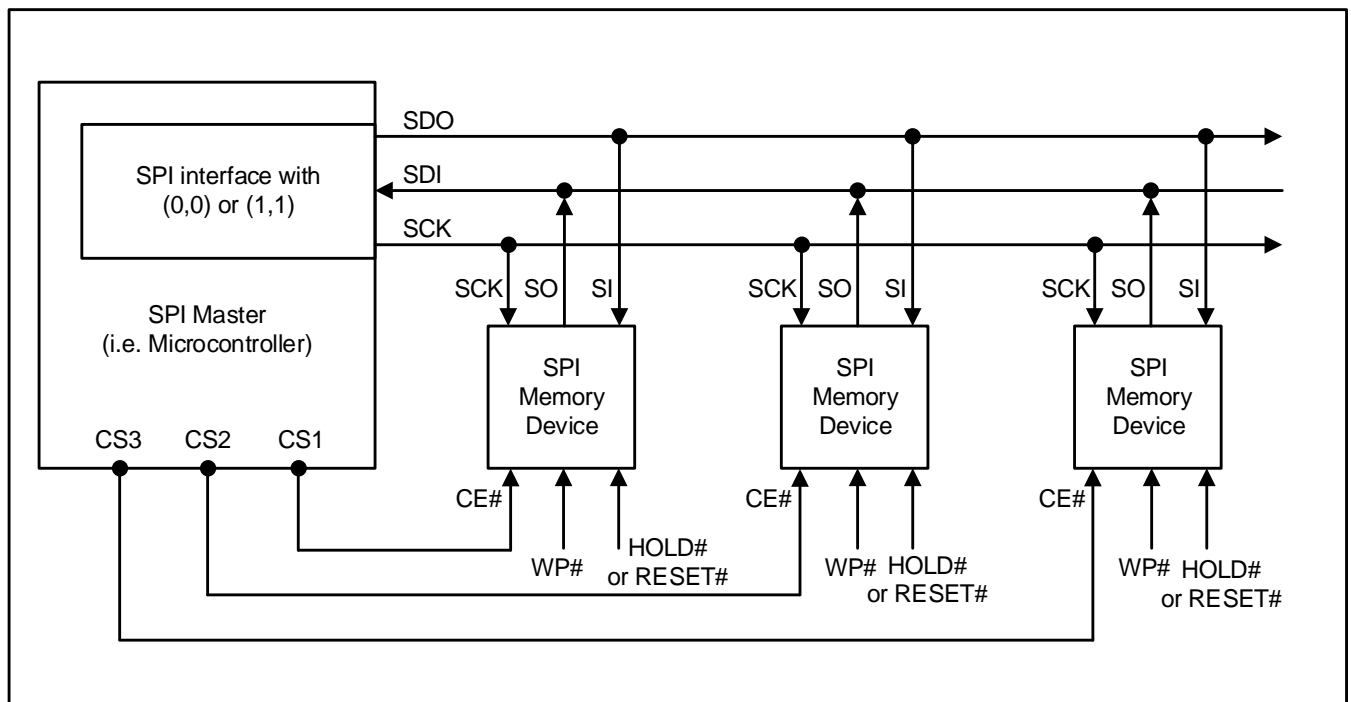 SDO
SPI interface with
(0,0) or (1,1)
SDI
SCK
SPI Master
(i.e. Microcontroller)
SCK SO SI
SCK SO SI
SCK SO SI
SPI
Memory
Device
SPI
Memory
Device
SPI
Memory
Device
CS3 CS2 CS1
CE#
WP#
HOLD#
or RESET#
CE#
WP#
HOLD#
or RESET#
CE#
WP#
HOLD#
or RESET#